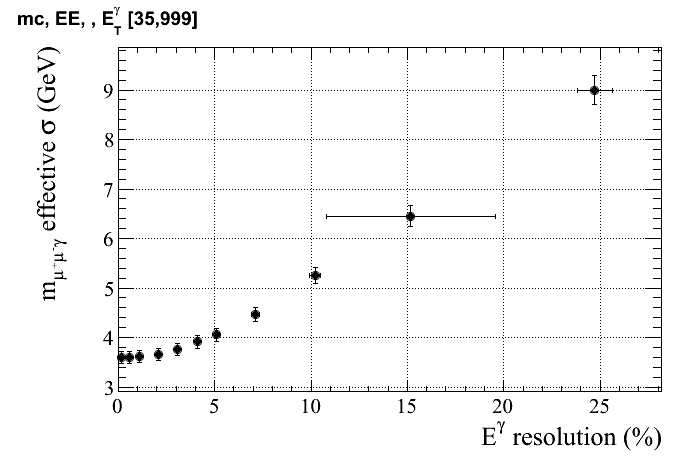 mc, EE, , E_T^γ [35,999]
m_μ⁺μ⁻γ effective σ (GeV)
9
8
7
6
5
4
3
0 5 10 15 20 25
E^γ resolution (%)